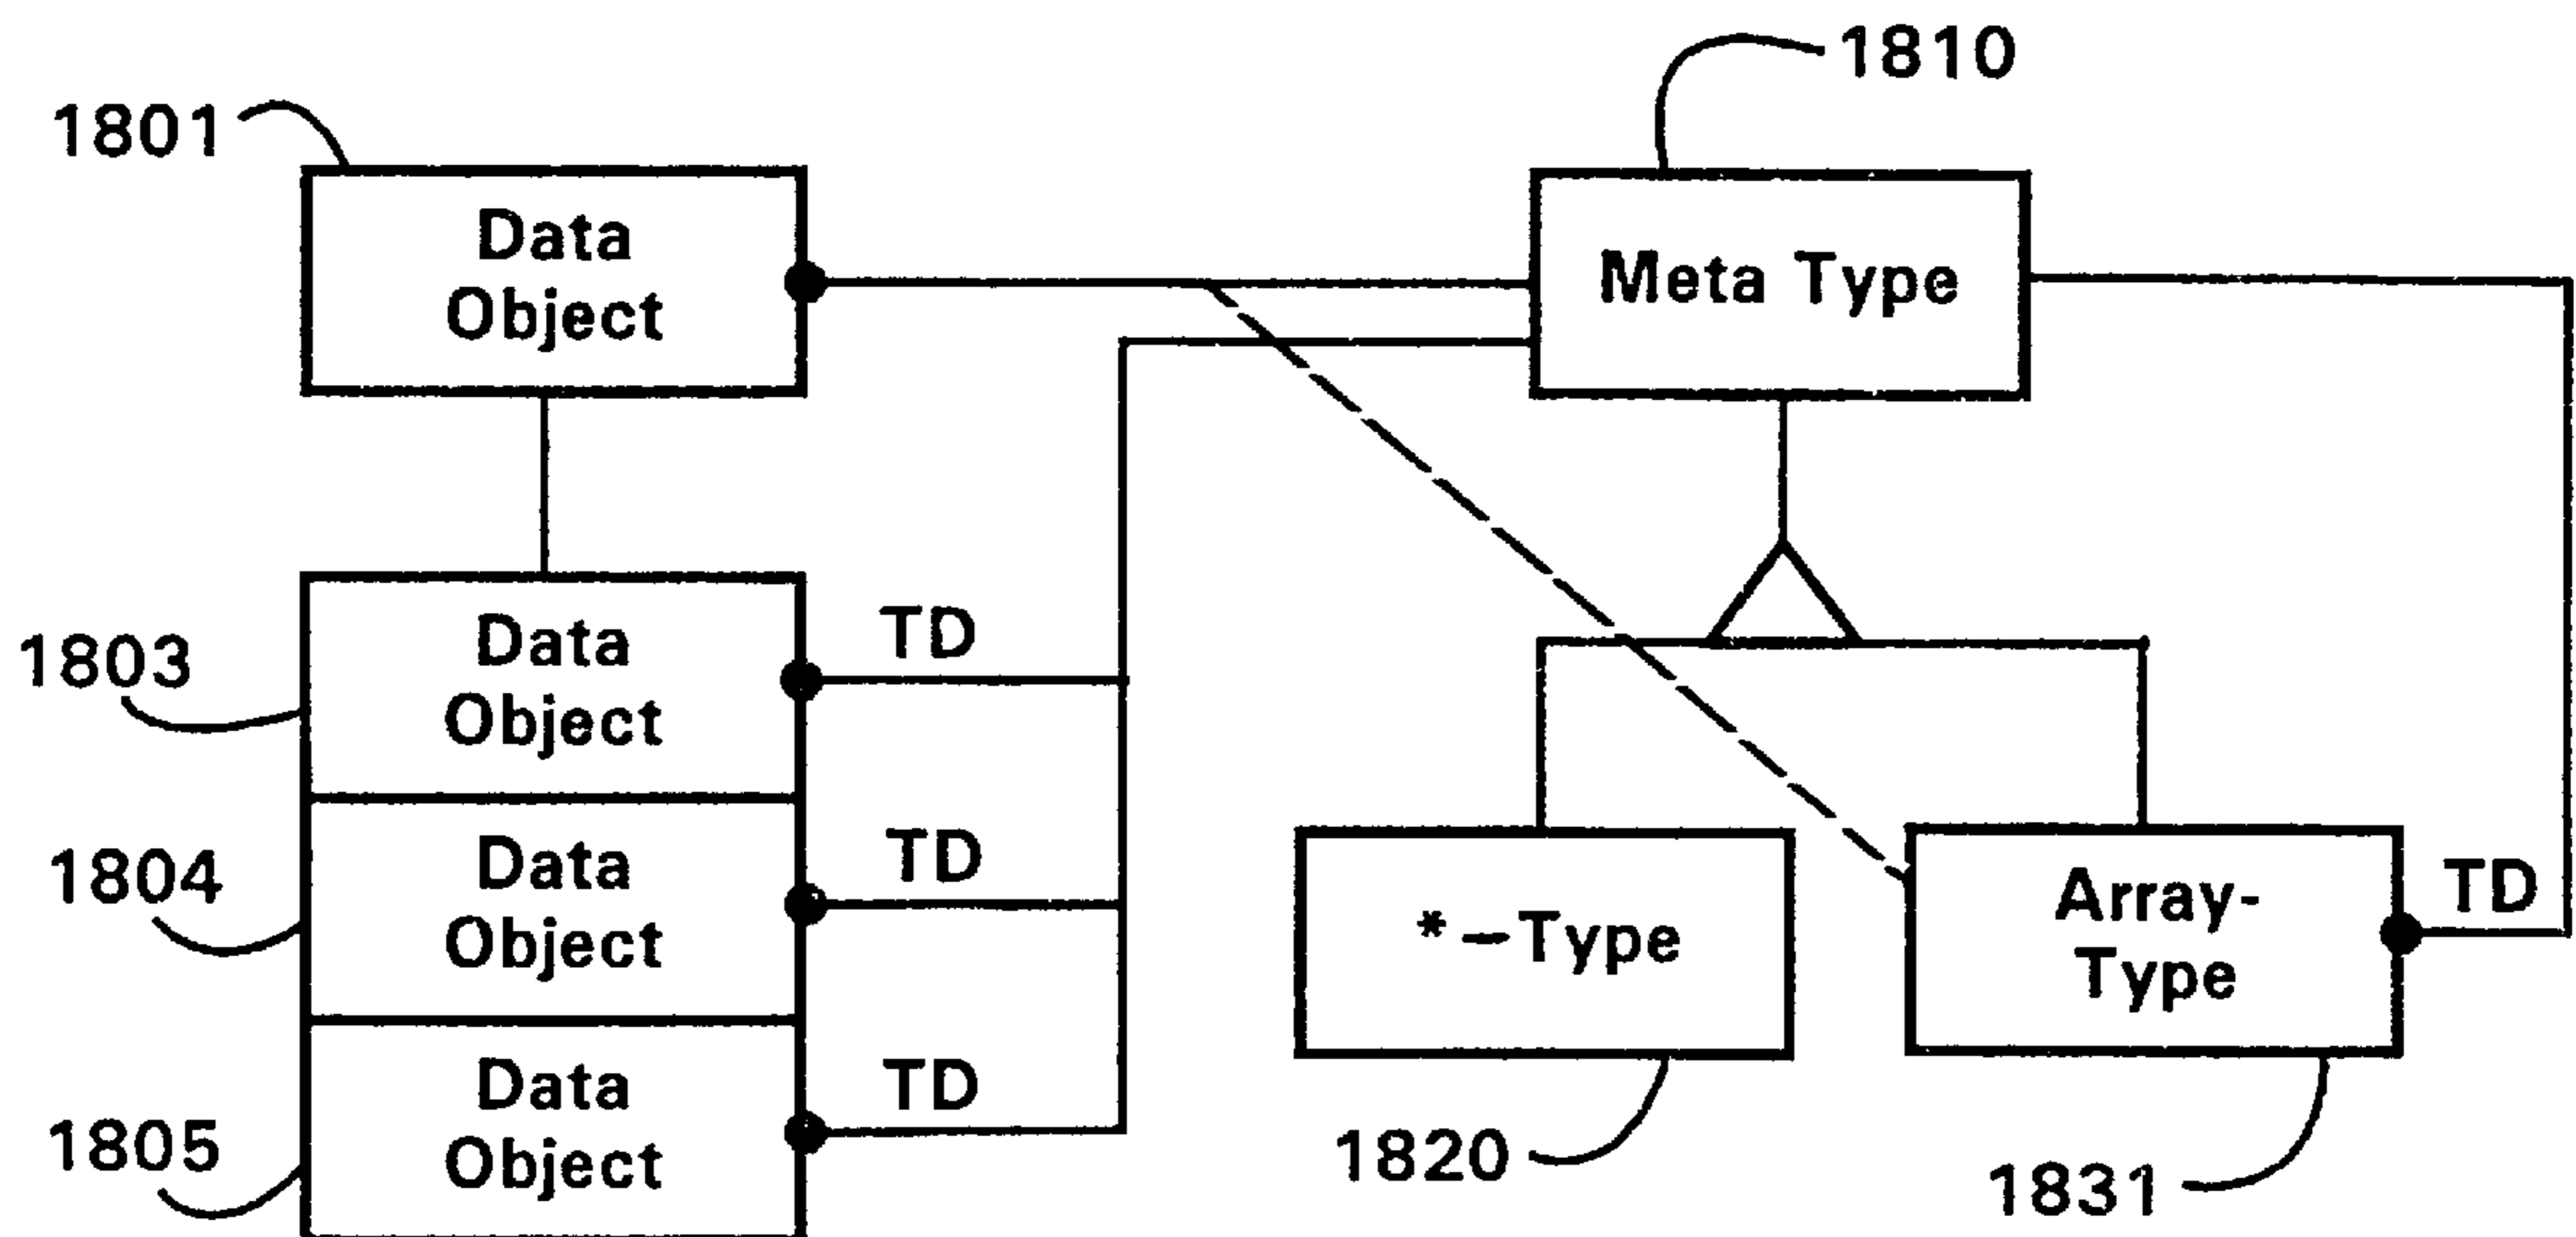 1810
1801
Data
Object
Meta Type
1803
Data
Object
TD
1804
Data
Object
TD
1805
Data
Object
TD
*-Type
Array-
Type
TD
1820
1831